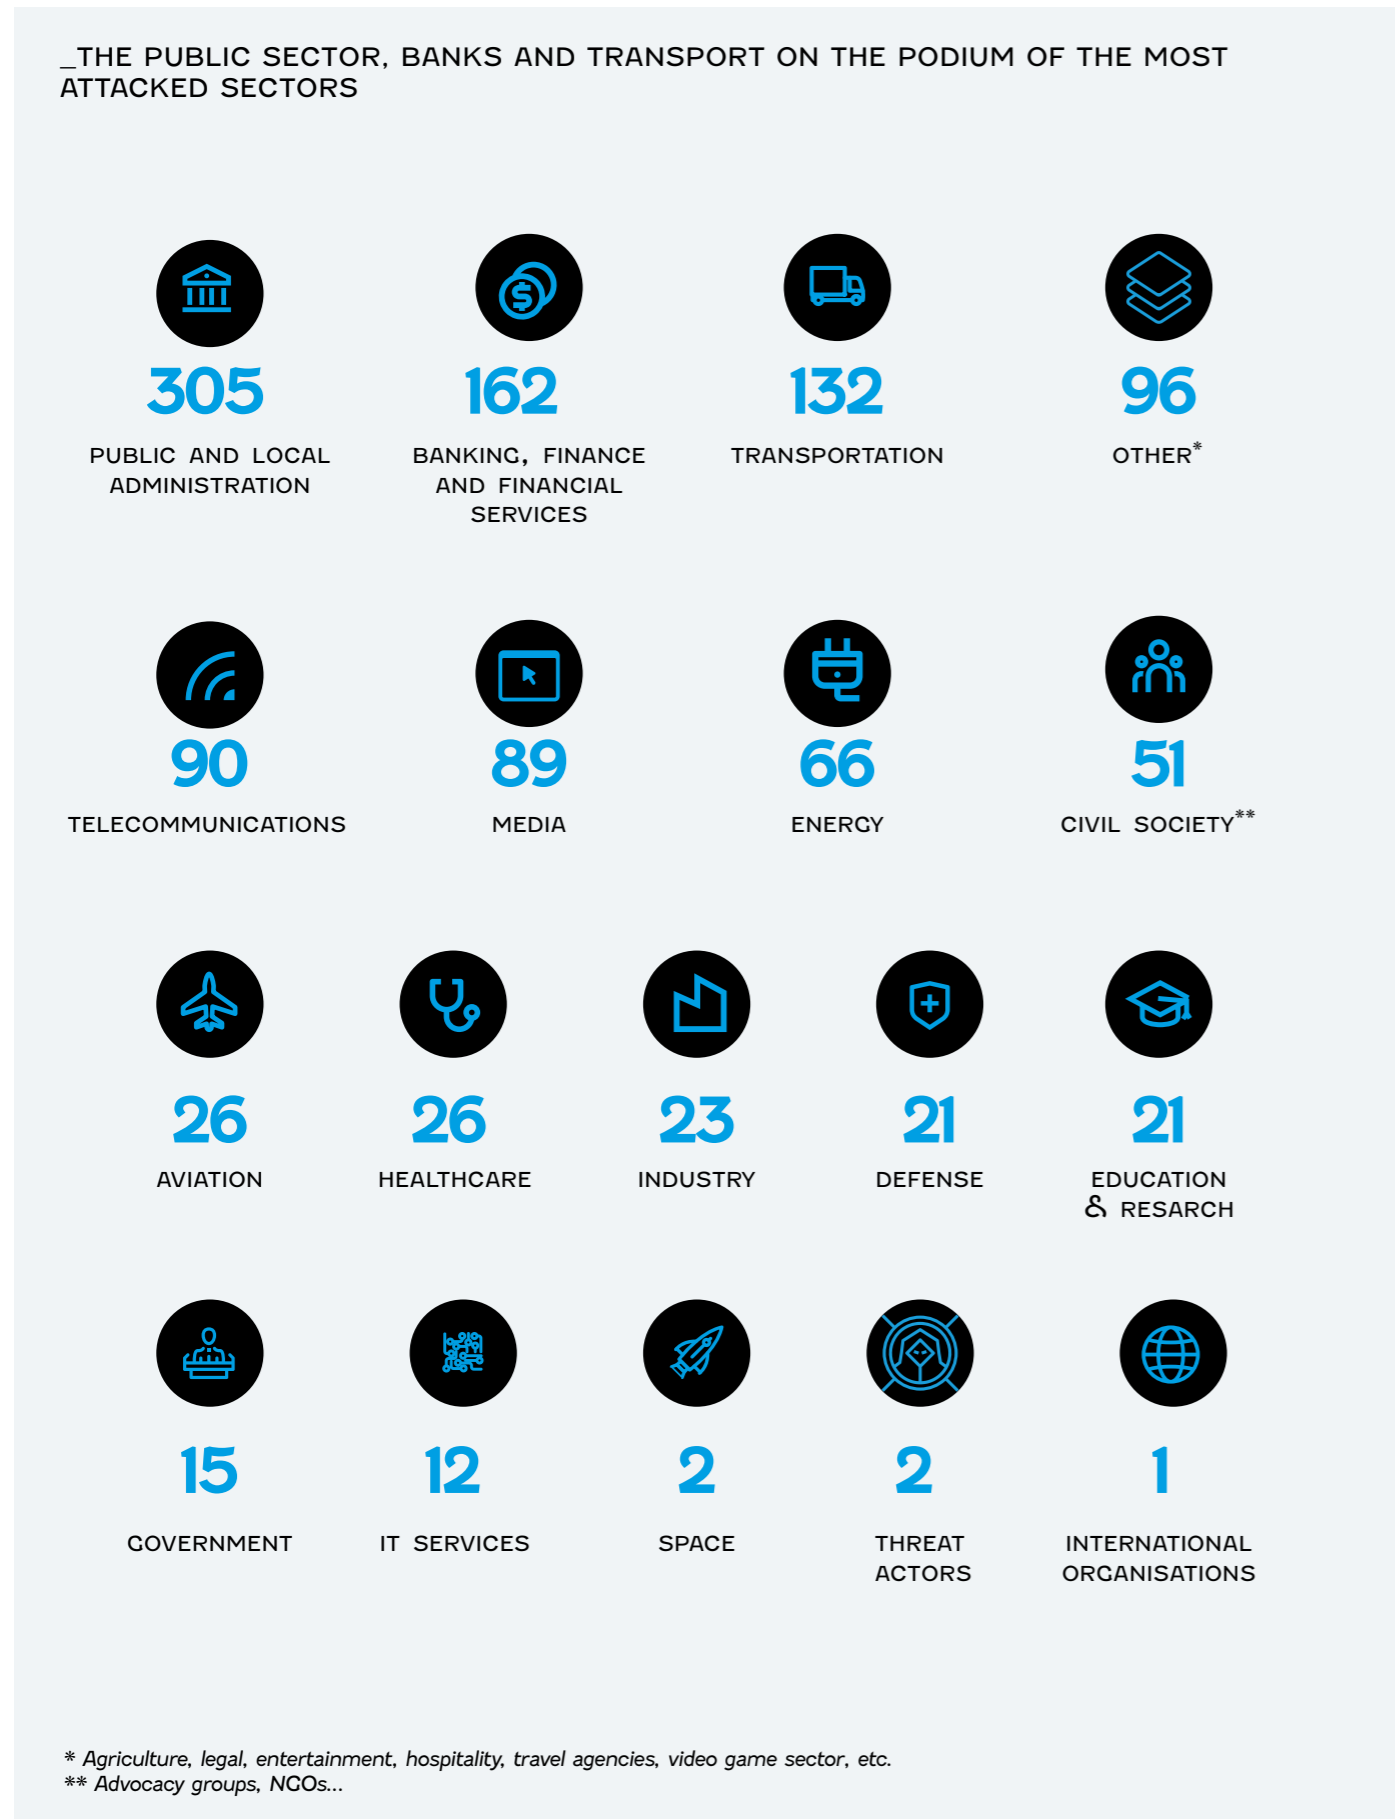 _THE PUBLIC SECTOR, BANKS AND TRANSPORT ON THE PODIUM OF THE MOST
ATTACKED SECTORS
305
PUBLIC AND LOCAL
ADMINISTRATION
162
BANKING, FINANCE
AND FINANCIAL
SERVICES
132
TRANSPORTATION
96
OTHER*
90
TELECOMMUNICATIONS
89
MEDIA
66
ENERGY
51
CIVIL SOCIETY**
26
AVIATION
26
HEALTHCARE
23
INDUSTRY
21
DEFENSE
21
EDUCATION
& RESARCH
15
GOVERNMENT
12
IT SERVICES
2
SPACE
2
THREAT
ACTORS
1
INTERNATIONAL
ORGANISATIONS
* Agriculture, legal, entertainment, hospitality, travel agencies, video game sector, etc.
** Advocacy groups, NGOs...